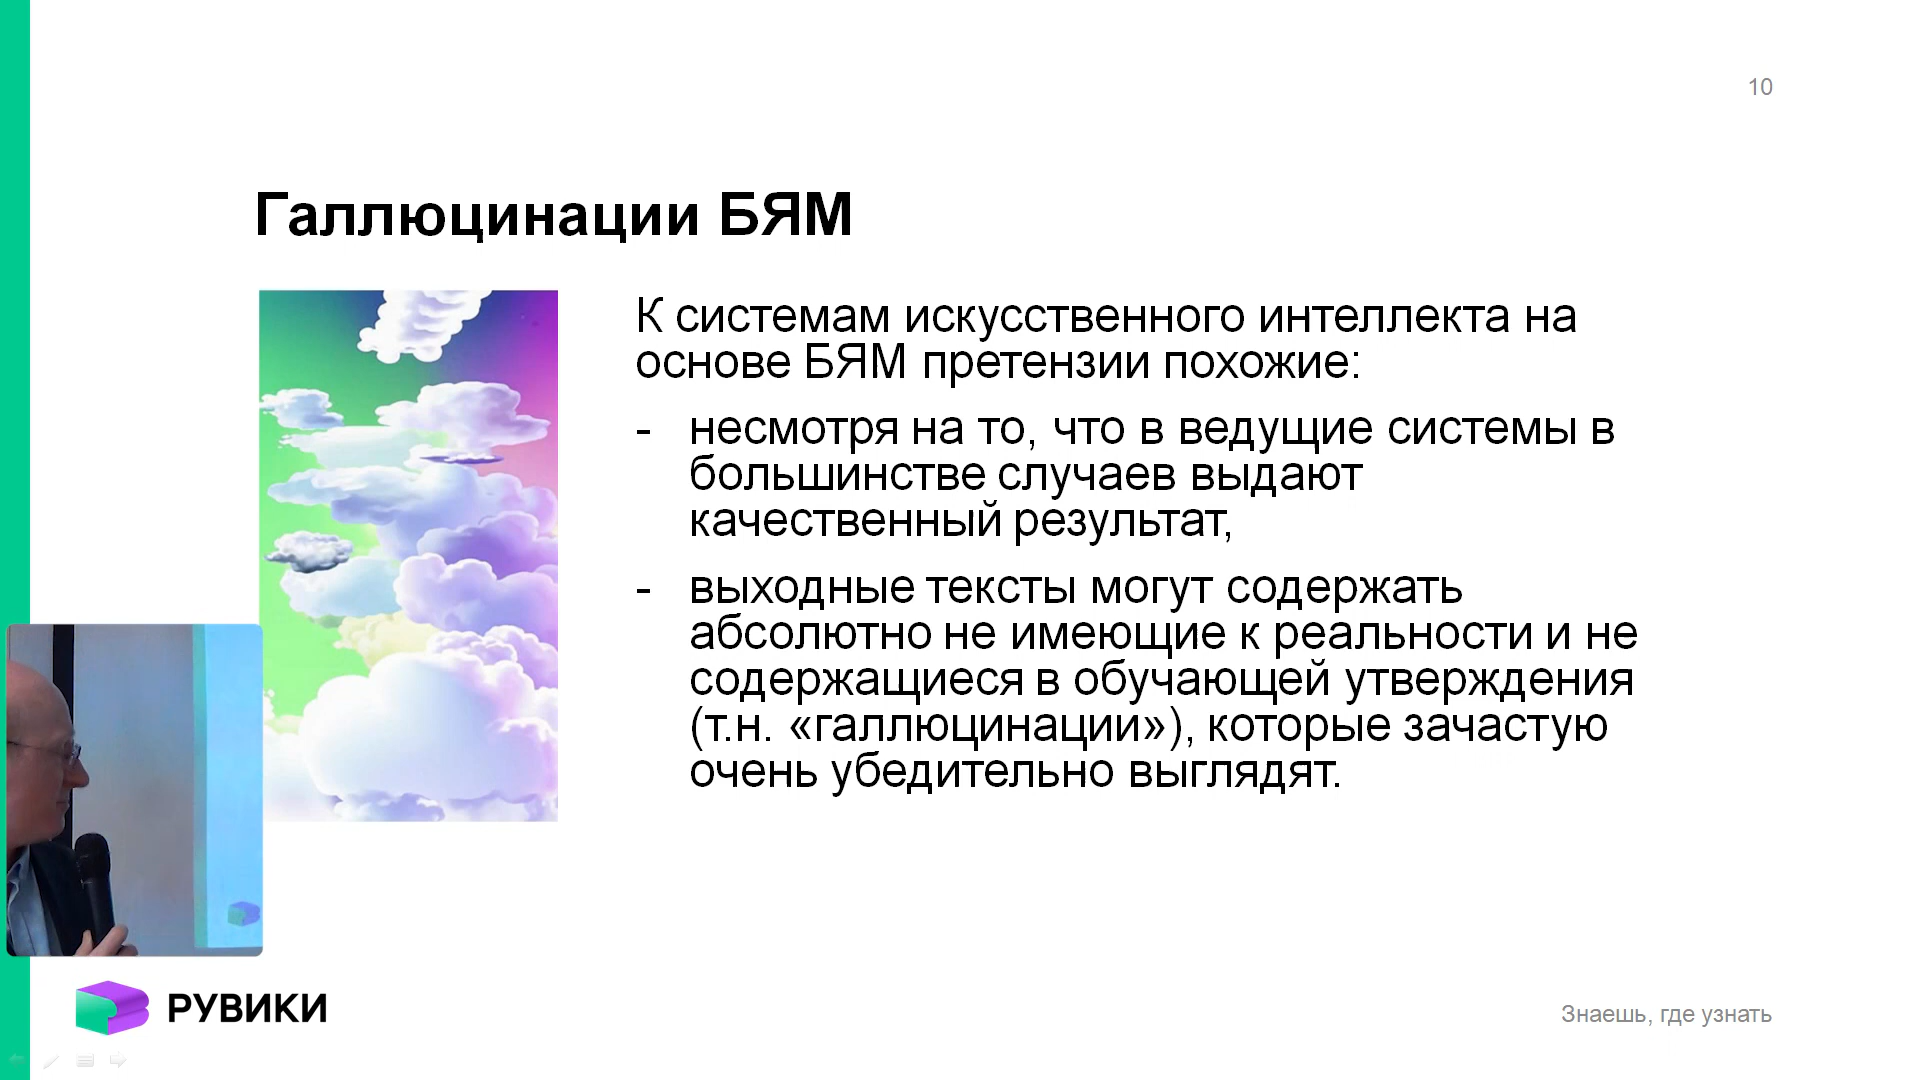 10
Галлюцинации БЯМ
К системам искусственного интеллекта на
основе БЯМ претензии похожие:
- несмотря на то, что в ведущие системы в
большинстве случаев выдают
качественный результат,
- выходные тексты могут содержать
абсолютно не имеющие к реальности и не
содержащиеся в обучающей утверждения
(т.н. «галлюцинации»), которые зачастую
очень убедительно выглядят.
РУВИКИ
Знаешь, где узнать